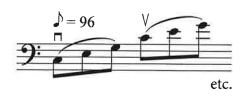 ♪ = 96
etc.